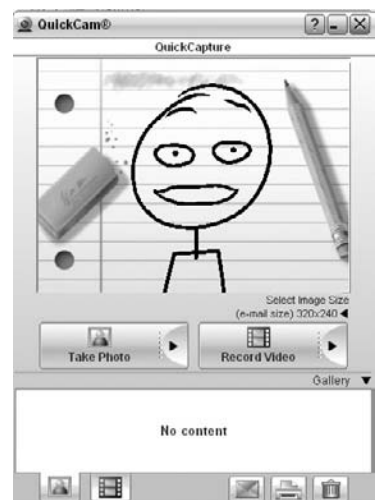 QuickCam®
QuickCapture
Select Image Size
(e-mail size) 320x240
Take Photo
Record Video
Gallery
No content